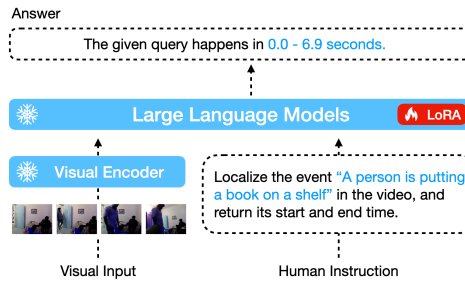 Answer
The given query happens in 0.0 - 6.9 seconds.
Large Language Models
LoRA
Visual Encoder
Localize the event “A person is putting
a book on a shelf” in the video, and
return its start and end time.
Visual Input
Human Instruction